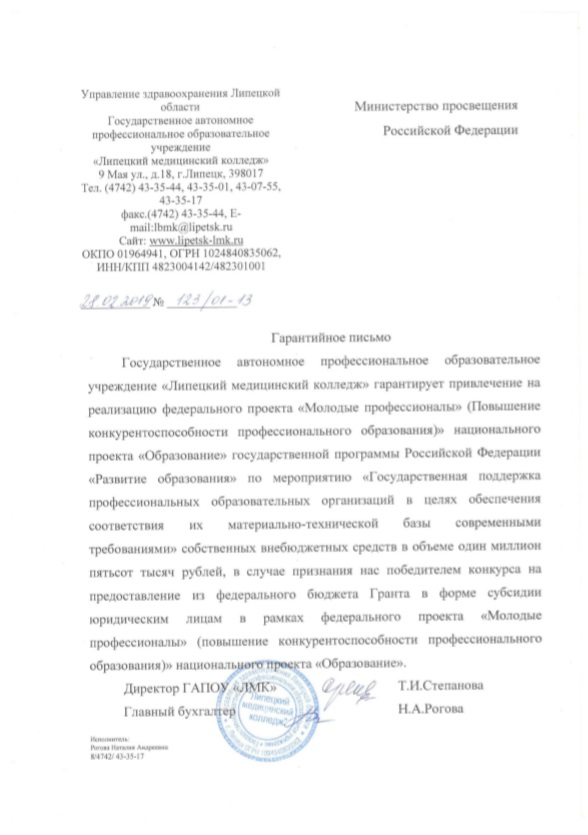 Управление здравоохранения Липецкой
области
Государственное автономное
профессиональное образовательное
учреждение
«Липецкий медицинский колледж»
9 Мая ул., д.18, г.Липецк, 398017
Тел. (4742) 43-35-44, 43-35-01, 43-07-55,
43-35-17
факс.(4742) 43-35-44, E-
mail:lbmk@lipetsk.ru
Сайт: www.lipetsk-lmk.ru
ОКПО 01964941, ОГРН 1024840835062,
ИНН/КПП 4823004142/482301001
Министерство просвещения
Российской Федерации
28.02.2019 № 123/01-13
Гарантийное письмо
Государственное автономное профессиональное образовательное
учреждение «Липецкий медицинский колледж» гарантирует привлечение на
реализацию федерального проекта «Молодые профессионалы» (Повышение
конкурентоспособности профессионального образования)» национального
проекта «Образование» государственной программы Российской Федерации
«Развитие образования» по мероприятию «Государственная поддержка
профессиональных образовательных организаций в целях обеспечения
соответствия их материально-технической базы современными
требованиями» собственных внебюджетных средств в объеме один миллион
пятьсот тысяч рублей, в случае признания нас победителем конкурса на
предоставление из федерального бюджета Гранта в форме субсидии
юридическим лицам в рамках федерального проекта «Молодые
профессионалы» (повышение конкурентоспособности профессионального
образования)» национального проекта «Образование».
Директор ГАПОУ «ЛМК» Т.И.Степанова
Главный бухгалтер Н.А.Рогова
Липецкий
медицинский
колледж
Исполнитель:
Рогова Наталия Андреевна
8/4742/ 43-35-17